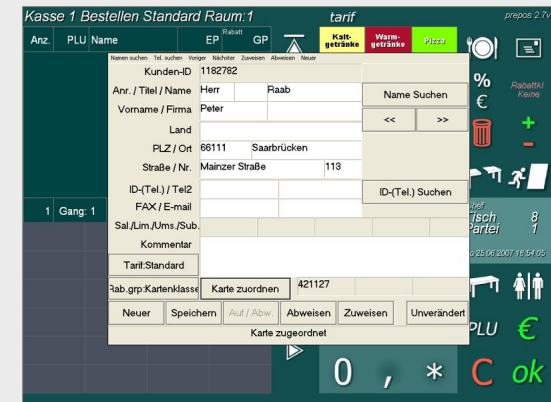 Kasse 1 Bestellen Standard Raum:1 tarif prepos 2.7v
Anz. PLU Name EP Rabatt GP Kalt- getränke Warm- getränke Pizza
Namen suchen Tel. suchen Voriger Nächster Zuweisen Abweisen Neuer
Kunden-ID 1182782
Anr. / Titel / Name Herr Raab Name Suchen
% Rabattkl. Keine
Vorname / Firma Peter << >>
€
Land
+
PLZ / Ort 66111 Saarbrücken
-
Straße / Nr. Mainzer Straße 113
ID-(Tel.) / Tel2 ID-(Tel.) Suchen
1 Gang: 1 FAX / E-mail
Chef
Tisch 8
Sal./Lim./Ums./Sub. Partei 1
Kommentar 25.06.2007 16:54:05
Tarif:Standard
Rab.grp:Kartenklasse Karte zuordnen 421127
Neuer Speichern Auf / Abw. Abweisen Zuweisen Unverändert
PLU €
Karte zugeordnet
0 , * C ok